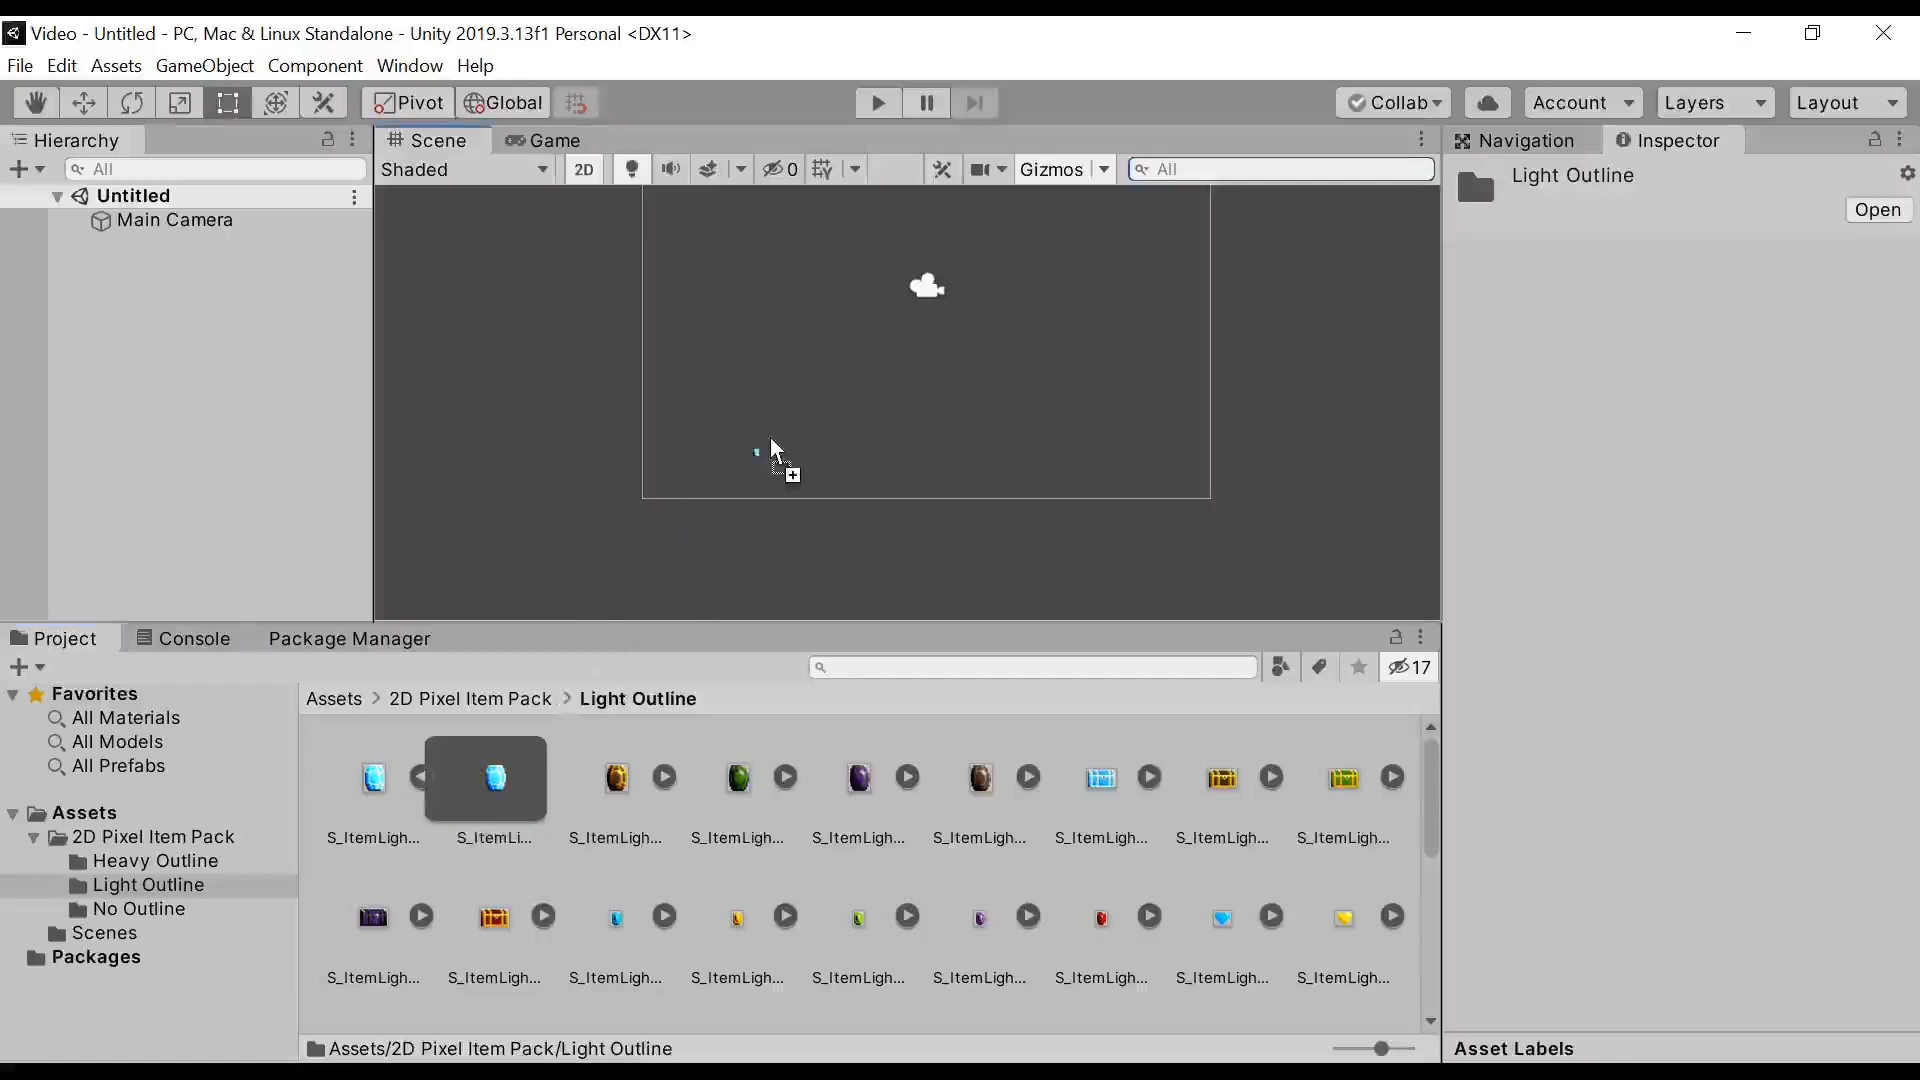 Video - Untitled - PC, Mac & Linux Standalone - Unity 2019.3.13f1 Personal <DX11>
File Edit Assets GameObject Component Window Help
Pivot Global Collab Account Layers Layout
Hierarchy
All
Untitled
Main Camera
Scene Game
Shaded 2D 0 Gizmos All
Navigation Inspector
Light Outline
Open
Project Console Package Manager
17
Favorites
All Materials
All Models
All Prefabs
Assets
2D Pixel Item Pack
Heavy Outline
Light Outline
No Outline
Scenes
Packages
Assets > 2D Pixel Item Pack > Light Outline
S_ItemLigh... S_ItemLi... S_ItemLigh... S_ItemLigh... S_ItemLigh... S_ItemLigh... S_ItemLigh... S_ItemLigh... S_ItemLigh...
S_ItemLigh... S_ItemLigh... S_ItemLigh... S_ItemLigh... S_ItemLigh... S_ItemLigh... S_ItemLigh... S_ItemLigh... S_ItemLigh...
Assets/2D Pixel Item Pack/Light Outline
Asset Labels